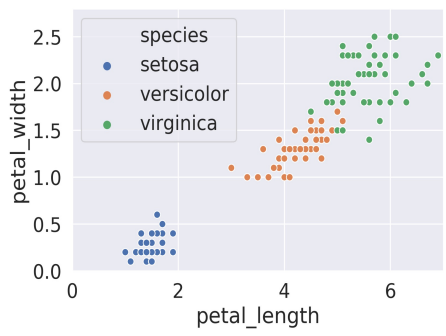 species
setosa
versicolor
virginica
petal_width
2.5
2.0
1.5
1.0
0.5
0.0
0
2
4
6
petal_length